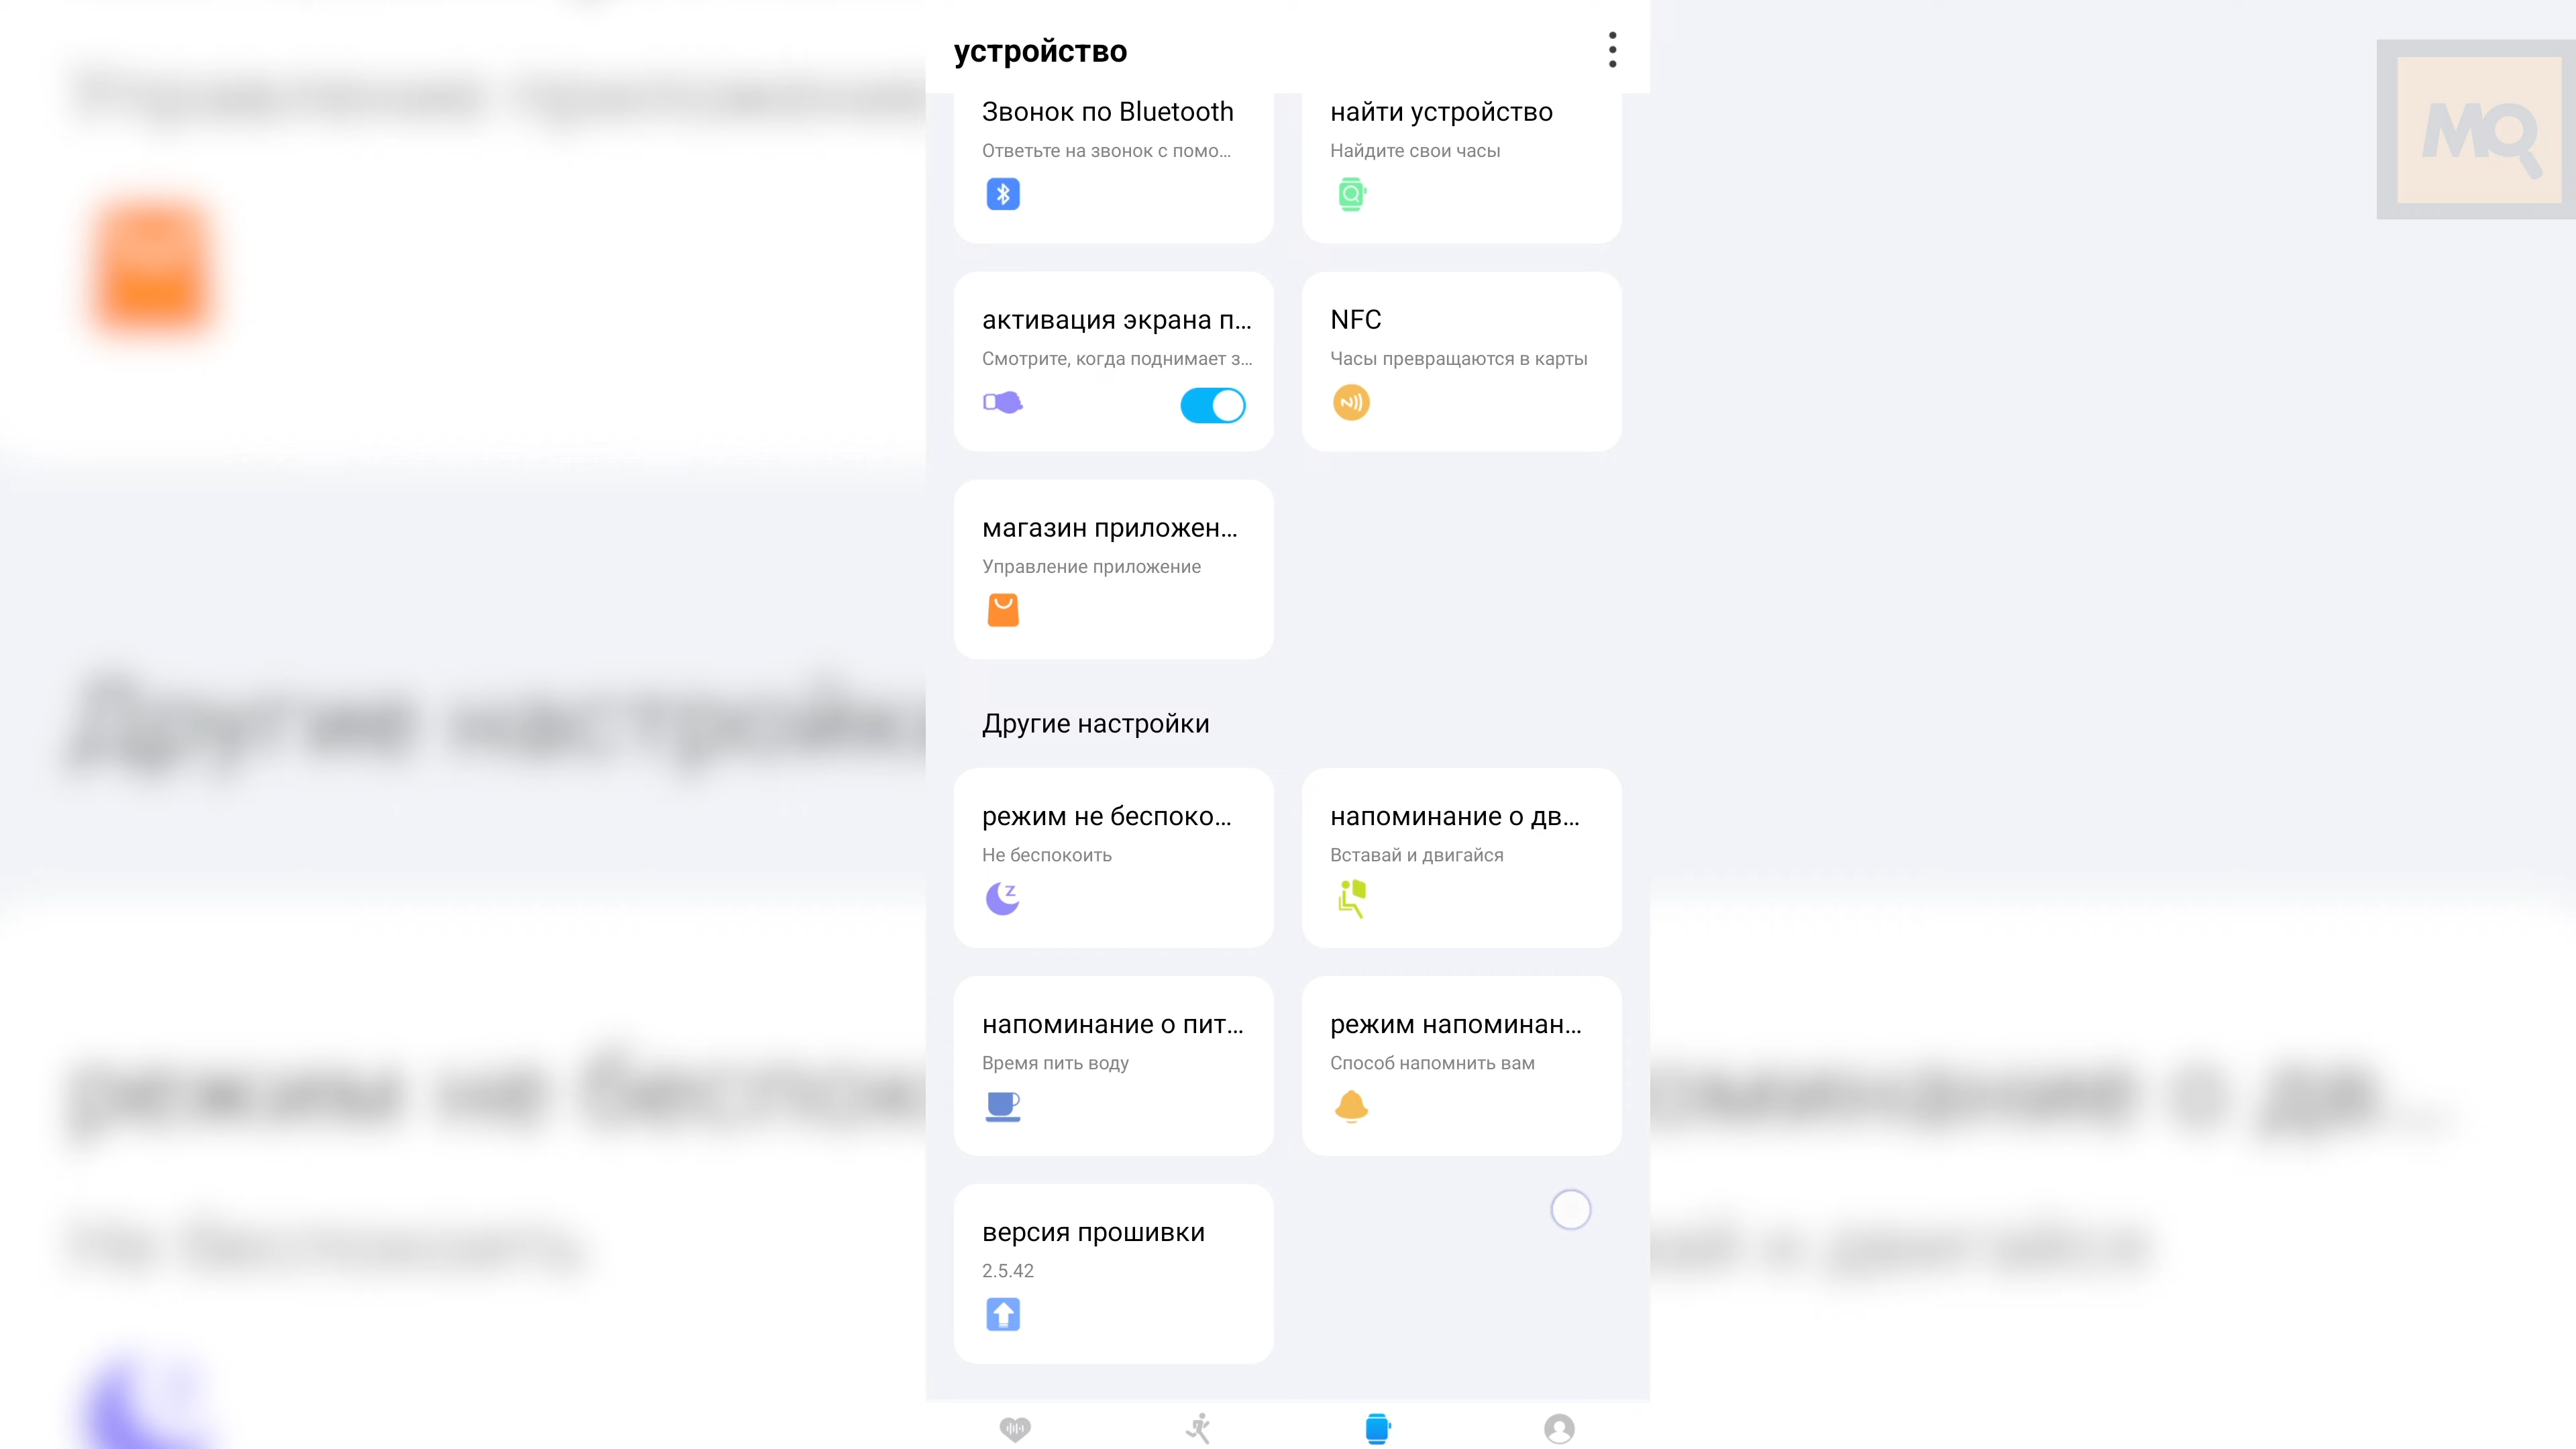 устройство
Звонок по Bluetooth
Ответьте на звонок с помо...
найти устройство
Найдите свои часы
активация экрана п...
Смотрите, когда поднимает з...
NFC
Часы превращаются в карты
магазин приложен...
Управление приложение
Другие настройки
режим не беспоко...
Не беспокоить
напоминание о дв...
Вставай и двигайся
напоминание о пит...
Время пить воду
режим напоминан...
Способ напомнить вам
версия прошивки
2.5.42
MQ